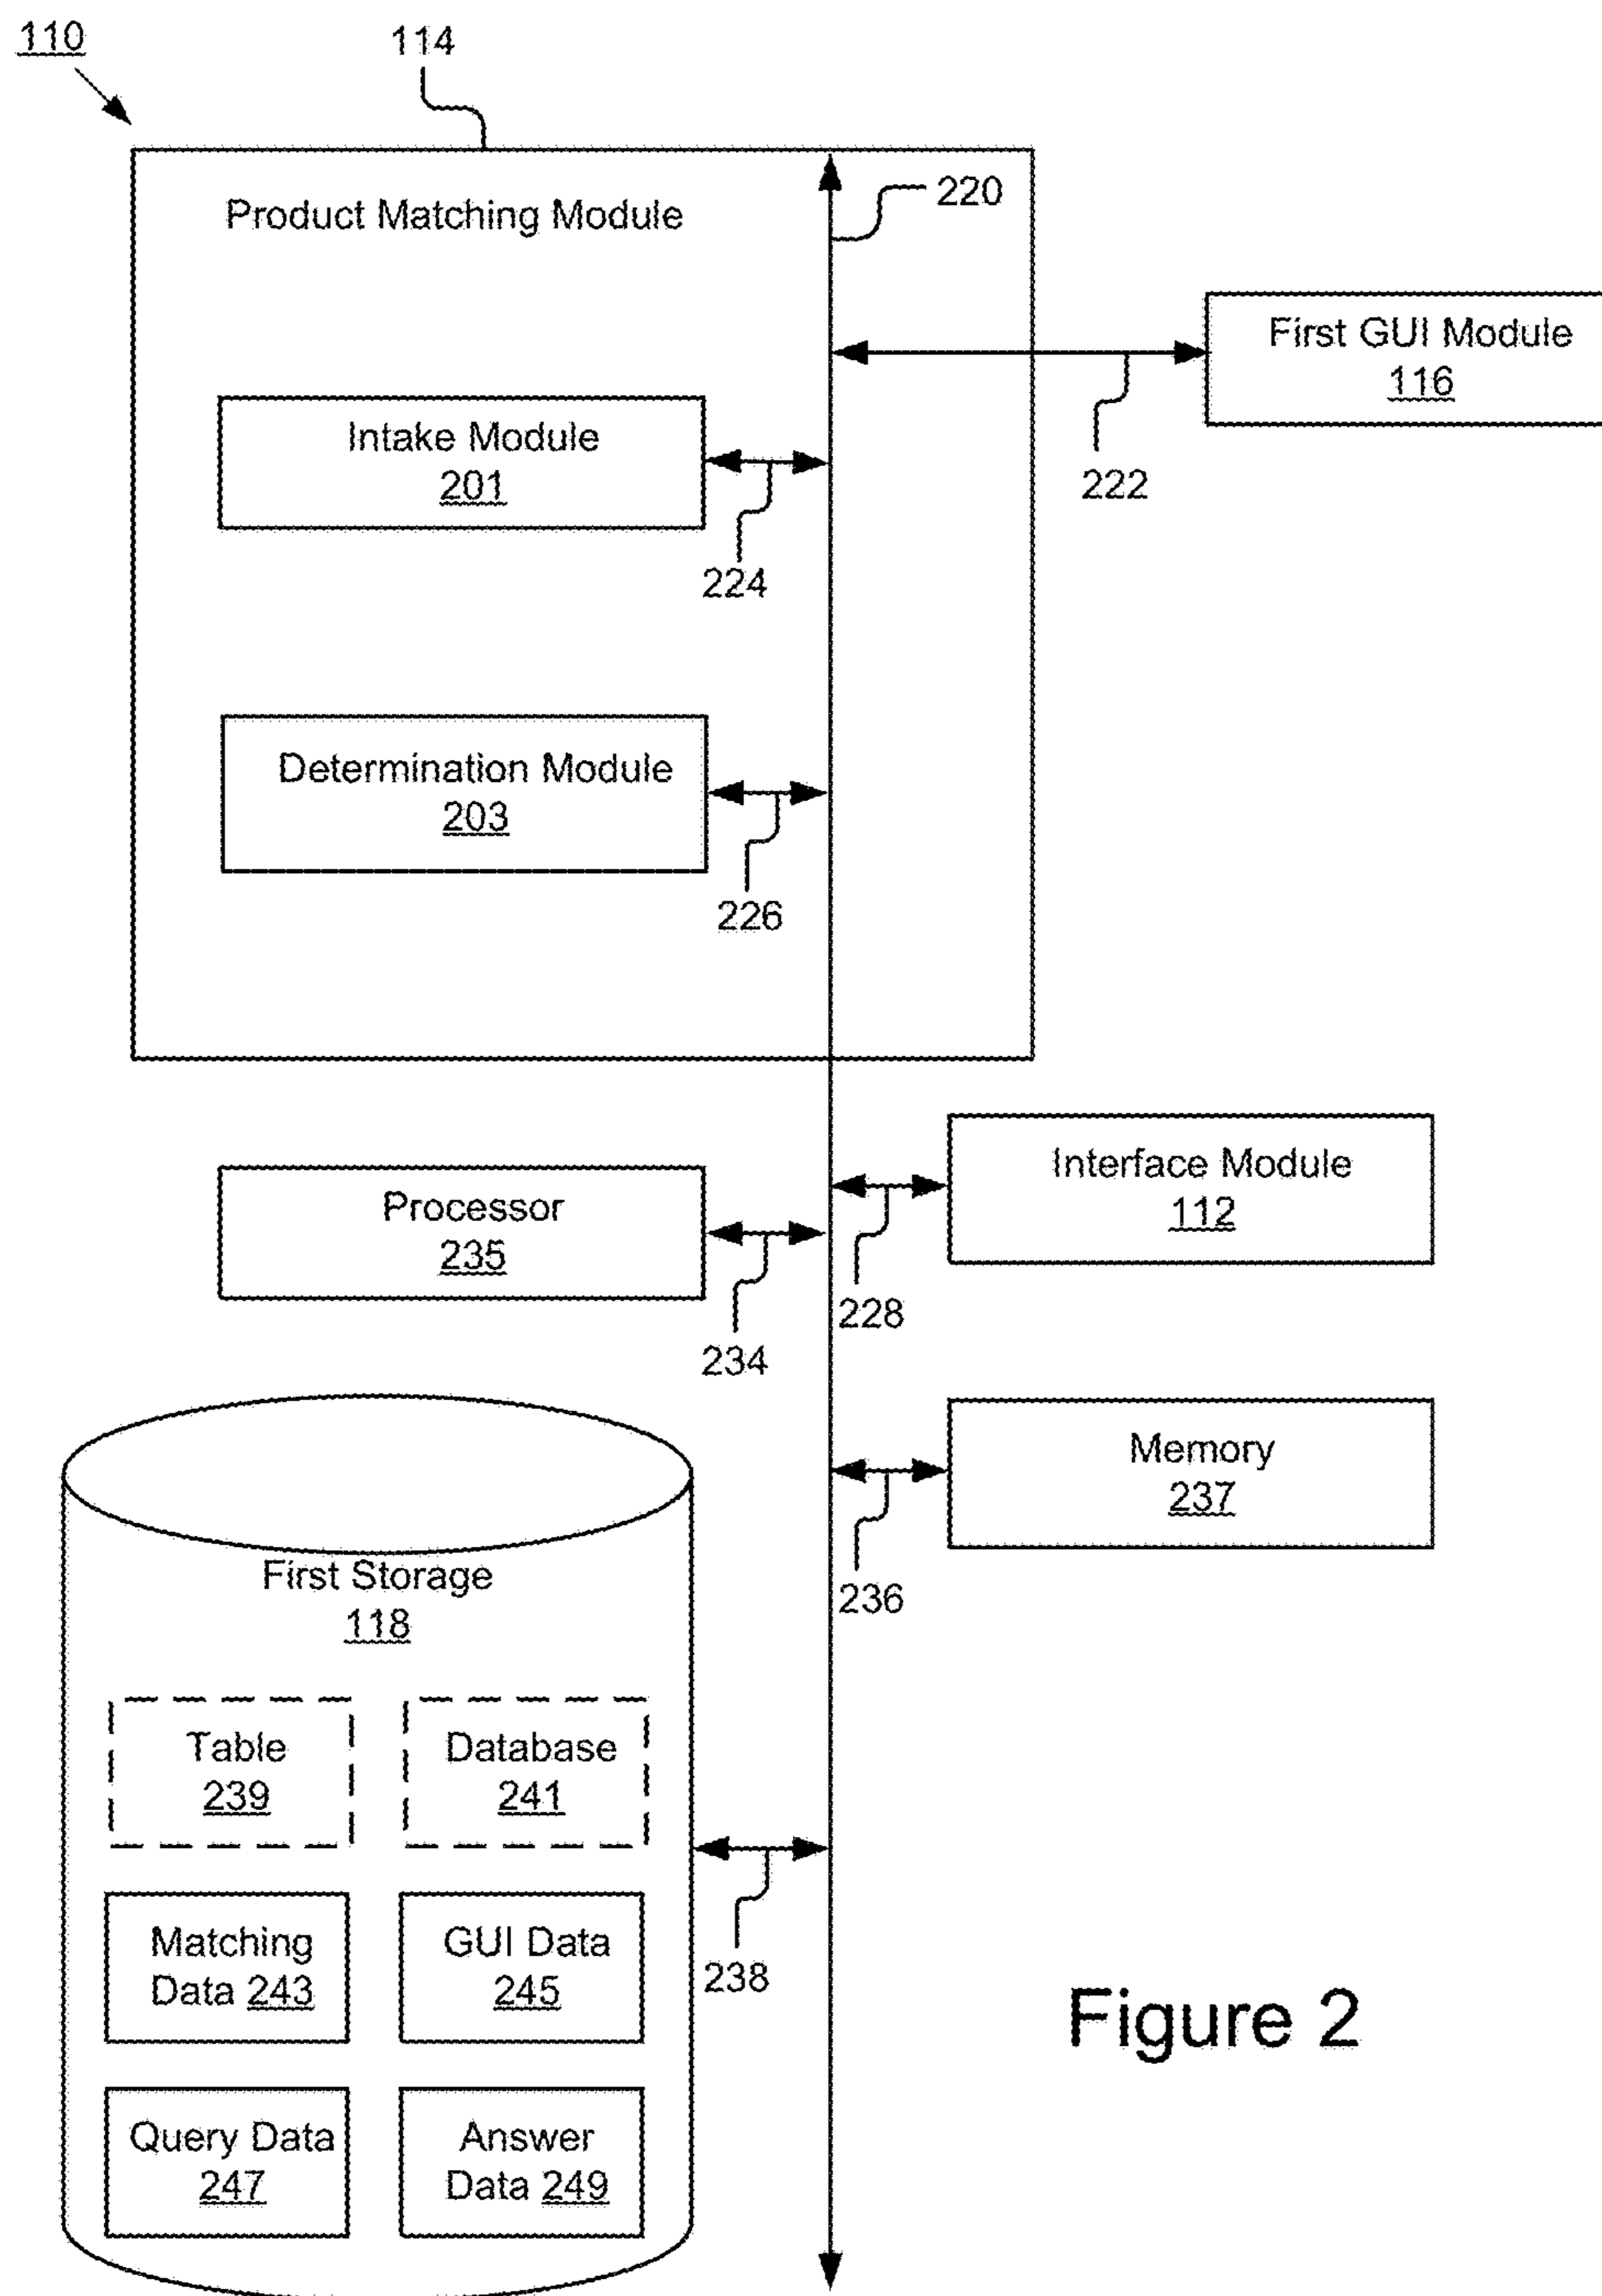 110
114
220
Product Matching Module
First GUI Module
116
222
Intake Module
201
224
Determination Module
203
226
Interface Module
112
Processor
235
228
234
Memory
237
236
First Storage
118
Table
239
Database
241
238
Matching
Data 243
GUI Data
245
Query Data
247
Answer
Data 249
Figure 2